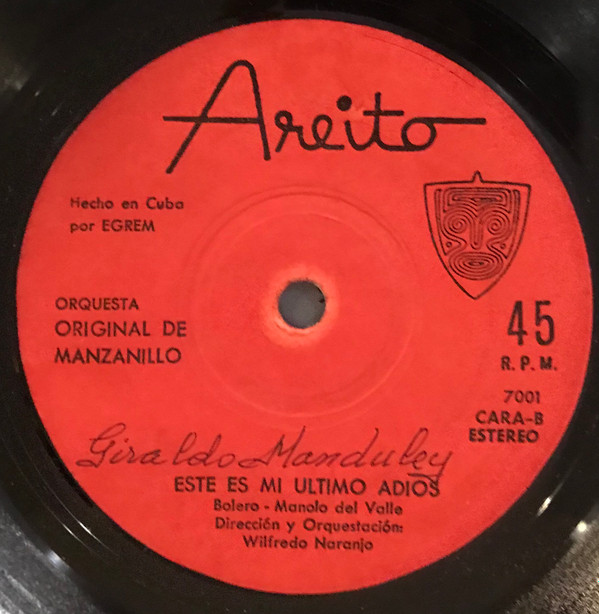 Areito
Hecho en Cuba
por EGREM
ORQUESTA
ORIGINAL DE
MANZANILLO
45
R. P. M.
7001
CARA-B
ESTEREO
Giraldo Manduley
ESTE ES MI ULTIMO ADIOS
Bolero - Manolo del Valle
Dirección y Orquestación:
Wilfredo Naranjo